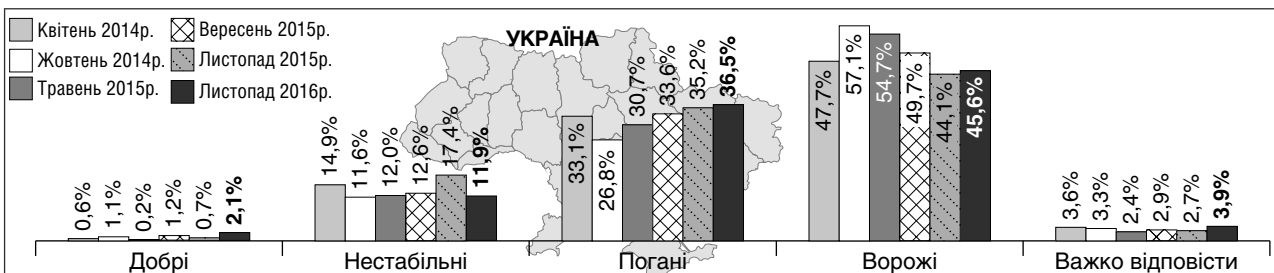 Квітень 2014р.
Жовтень 2014р.
Травень 2015р.
Вересень 2015р.
Листопад 2015р.
Листопад 2016р.
УКРАЇНА
0,6%
1,1%
0,2%
1,2%
0,7%
2,1%
14,9%
11,6%
12,0%
12,6%
17,4%
11,9%
33,1%
26,8%
30,7%
33,6%
35,2%
36,5%
47,7%
57,1%
54,7%
49,7%
44,1%
45,6%
3,6%
3,3%
2,4%
2,9%
2,7%
3,9%
Добрі
Нестабільні
Погані
Ворожі
Важко відповісти